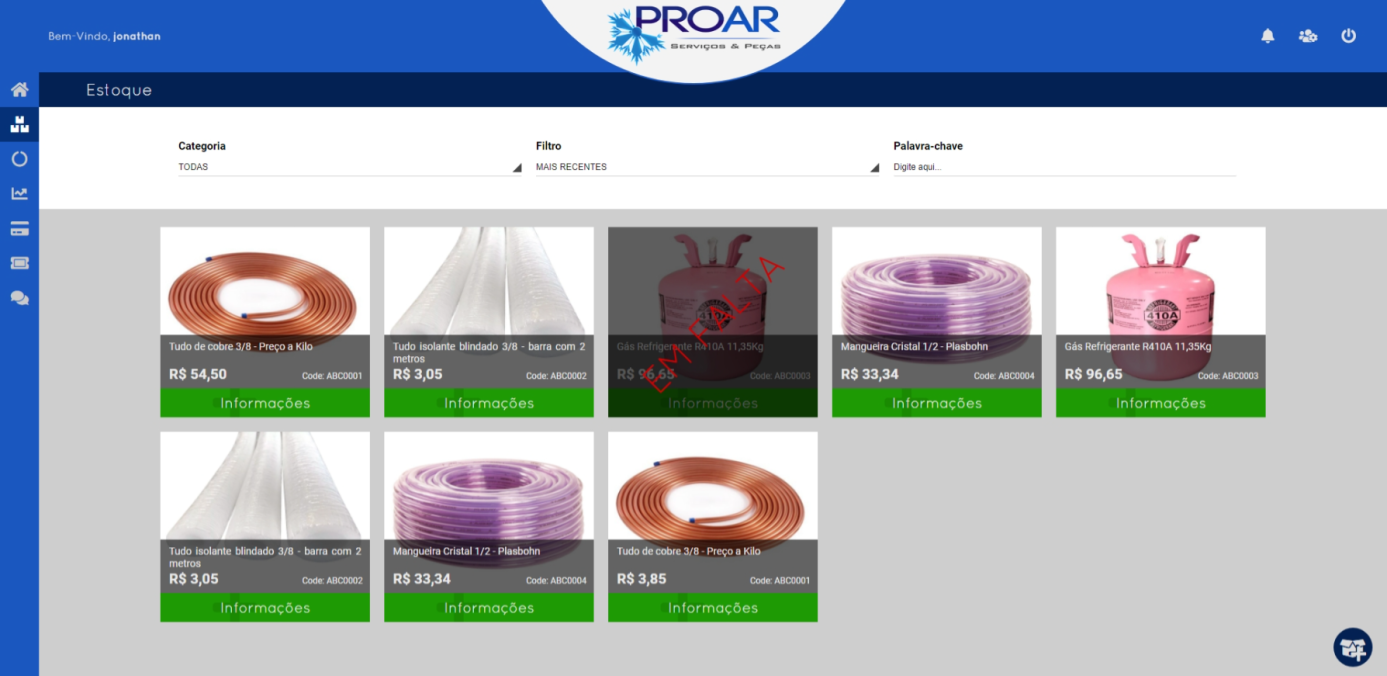 Bem-Vindo, jonathan
PROAR
SERVIÇOS & PEÇAS
Estoque
Categoria
TODAS
Filtro
MAIS RECENTES
Palavra-chave
Digite aqui...
Tudo de cobre 3/8 - Preço a Kilo
R$ 54,50
Code: ABC0001
Informações
Tudo isolante blindado 3/8 - barra com 2
metros
R$ 3,05
Code: ABC0002
Informações
EM FALTA
410A
Gás Refrigerante R410A 11,35Kg
R$ 96,65
Code: ABC0003
Informações
Mangueira Cristal 1/2 - Plasbohn
R$ 33,34
Code: ABC0004
Informações
410A
Gás Refrigerante R410A 11,35Kg
R$ 96,65
Code: ABC0003
Informações
Tudo isolante blindado 3/8 - barra com 2
metros
R$ 3,05
Code: ABC0002
Informações
Mangueira Cristal 1/2 - Plasbohn
R$ 33,34
Code: ABC0004
Informações
Tudo de cobre 3/8 - Preço a Kilo
R$ 3,85
Code: ABC0001
Informações